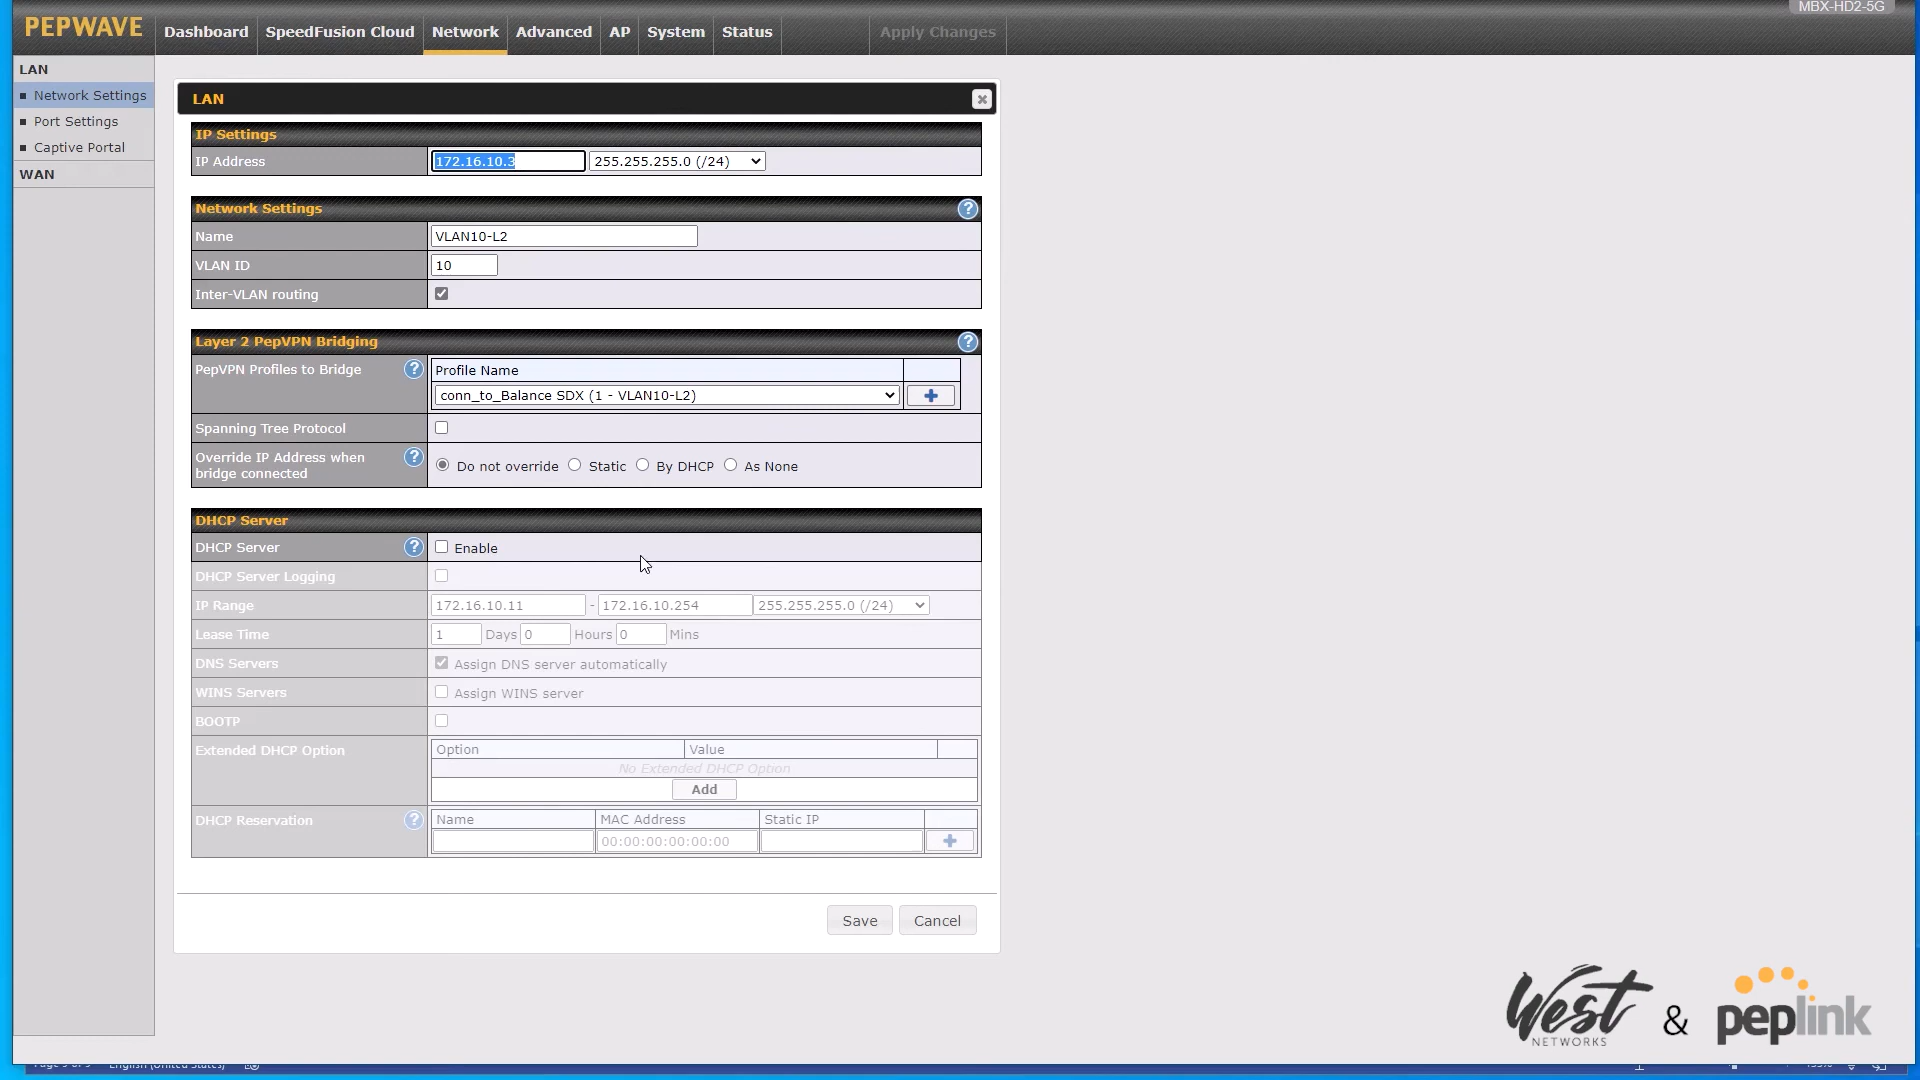 MBX-HD2-5G
PEPWAVE Dashboard SpeedFusion Cloud Network Advanced AP System Status Apply Changes
LAN
Network Settings
Port Settings
Captive Portal
WAN
LAN
IP Settings
IP Address 172.16.10.3 255.255.255.0 (/24)
Network Settings
Name VLAN10-L2
VLAN ID 10
Inter-VLAN routing
Layer 2 PepVPN Bridging
PepVPN Profiles to Bridge Profile Name
conn_to_Balance SDX (1 - VLAN10-L2)
Spanning Tree Protocol
Override IP Address when
bridge connected
Do not override Static By DHCP As None
DHCP Server
DHCP Server Enable
DHCP Server Logging
IP Range 172.16.10.11 - 172.16.10.254 255.255.255.0 (/24)
Lease Time 1 Days 0 Hours 0 Mins
DNS Servers Assign DNS server automatically
WINS Servers Assign WINS server
BOOTP
Extended DHCP Option Option Value
No Extended DHCP Option
Add
DHCP Reservation Name MAC Address Static IP
00:00:00:00:00:00
Save Cancel
West
NETWORKS
& peplink
English (United States)